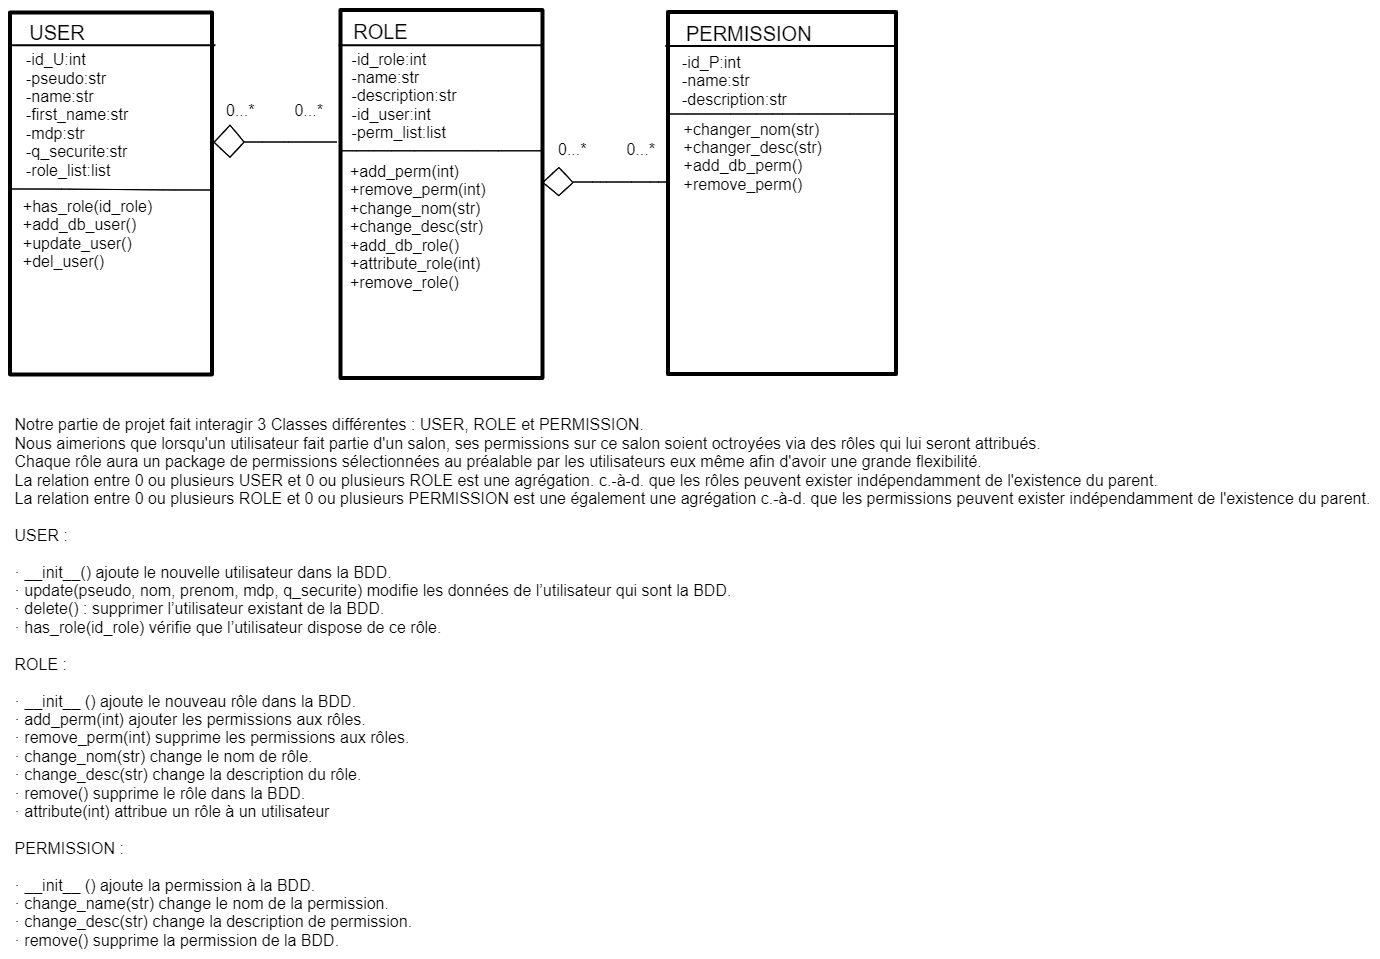 USER
-id_U:int
-pseudo:str
-name:str
-first_name:str
-mdp:str
-q_securite:str
-role_list:list
+has_role(id_role)
+add_db_user()
+update_user()
+del_user()
0...* 0...*
ROLE
-id_role:int
-name:str
-description:str
-id_user:int
-perm_list:list
+add_perm(int)
+remove_perm(int)
+change_nom(str)
+change_desc(str)
+add_db_role()
+attribute_role(int)
+remove_role()
0...* 0...*
PERMISSION
-id_P:int
-name:str
-description:str
+changer_nom(str)
+changer_desc(str)
+add_db_perm()
+remove_perm()
Notre partie de projet fait interagir 3 Classes différentes : USER, ROLE et PERMISSION.
Nous aimerions que lorsqu'un utilisateur fait partie d'un salon, ses permissions sur ce salon soient octroyées via des rôles qui lui seront attribués.
Chaque rôle aura un package de permissions sélectionnées au préalable par les utilisateurs eux même afin d'avoir une grande flexibilité.
La relation entre 0 ou plusieurs USER et 0 ou plusieurs ROLE est une agrégation. c.-à-d. que les rôles peuvent exister indépendamment de l'existence du parent.
La relation entre 0 ou plusieurs ROLE et 0 ou plusieurs PERMISSION est une également une agrégation c.-à-d. que les permissions peuvent exister indépendamment de l'existence du parent.
USER :
· __init__() ajoute le nouvelle utilisateur dans la BDD.
· update(pseudo, nom, prenom, mdp, q_securite) modifie les données de l’utilisateur qui sont la BDD.
· delete() : supprimer l’utilisateur existant de la BDD.
· has_role(id_role) vérifie que l’utilisateur dispose de ce rôle.
ROLE :
· __init__ () ajoute le nouveau rôle dans la BDD.
· add_perm(int) ajouter les permissions aux rôles.
· remove_perm(int) supprime les permissions aux rôles.
· change_nom(str) change le nom de rôle.
· change_desc(str) change la description du rôle.
· remove() supprime le rôle dans la BDD.
· attribute(int) attribue un rôle à un utilisateur
PERMISSION :
· __init__ () ajoute la permission à la BDD.
· change_name(str) change le nom de la permission.
· change_desc(str) change la description de permission.
· remove() supprime la permission de la BDD.